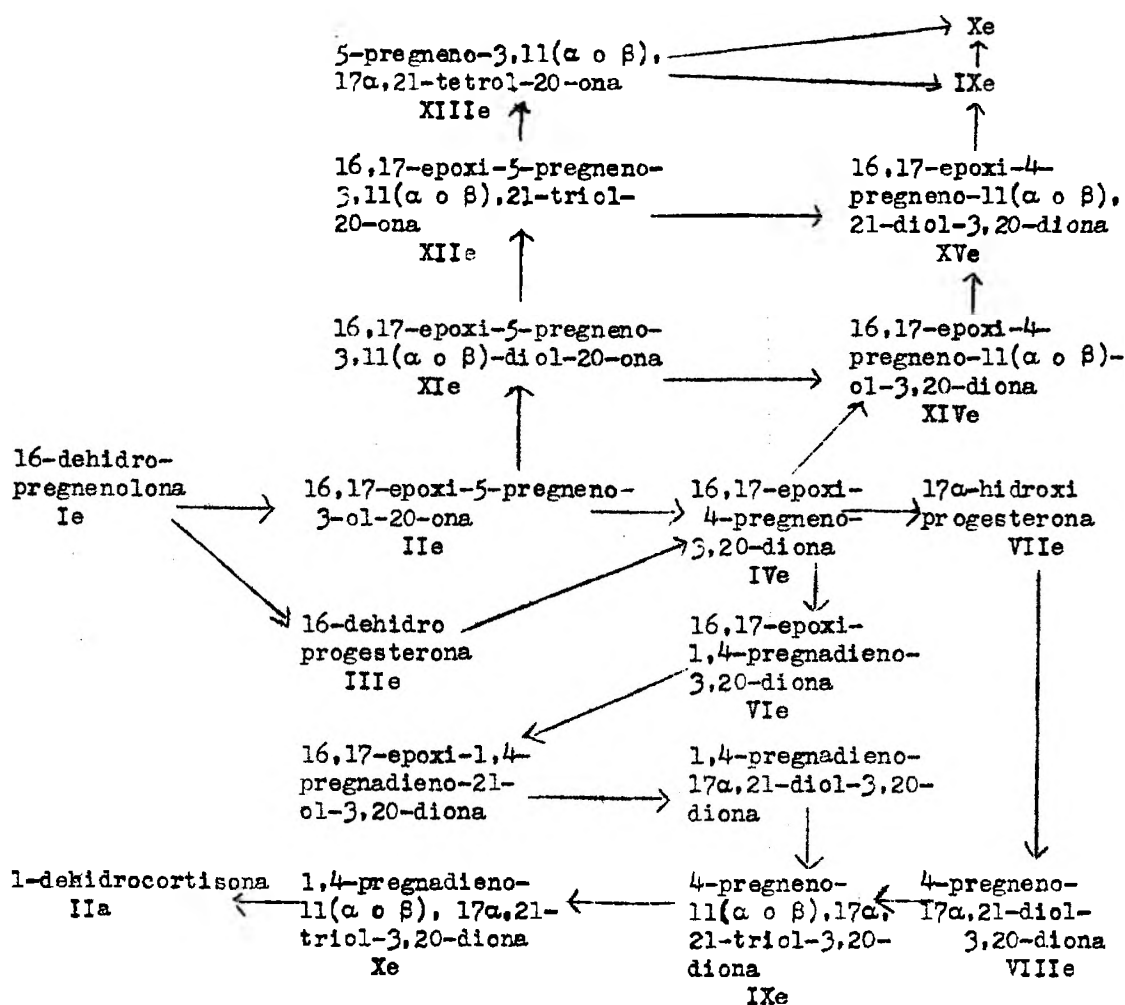 Xe
5-pregneno-3,11(α o β),
17α,21-tetrol-20-ona
XIIIe
IXe
16,17-epoxi-5-pregneno-
3,11(α o β),21-triol-
20-ona
XIIe
16,17-epoxi-4-
pregneno-11(α o β),
21-diol-3,20-diona
XVe
16,17-epoxi-5-pregneno-
3,11(α o β)-diol-20-ona
XIe
16,17-epoxi-4-
pregneno-11(α o β)-
ol-3,20-diona
XIVe
16-dehidro-
pregnenolona
Ie
16,17-epoxi-5-pregneno-
3-ol-20-ona
IIe
16,17-epoxi-
4-pregneno-
3,20-diona
IVe
17α-hidroxi
progesterona
VIIe
16-dehidro
progesterona
IIIe
16,17-epoxi-
1,4-pregnadieno-
3,20-diona
VIe
16,17-epoxi-1,4-
pregnadieno-21-
ol-3,20-diona
1,4-pregnadieno-
17α,21-diol-3,20-
diona
1-dehidrocortisona
IIa
1,4-pregnadieno-
11(α o β), 17α,21-
triol-3,20-diona
Xe
4-pregneno-
11(α o β),17α,
21-triol-3,20-
diona
IXe
4-pregneno-
17α,21-diol-
3,20-diona
VIIIe